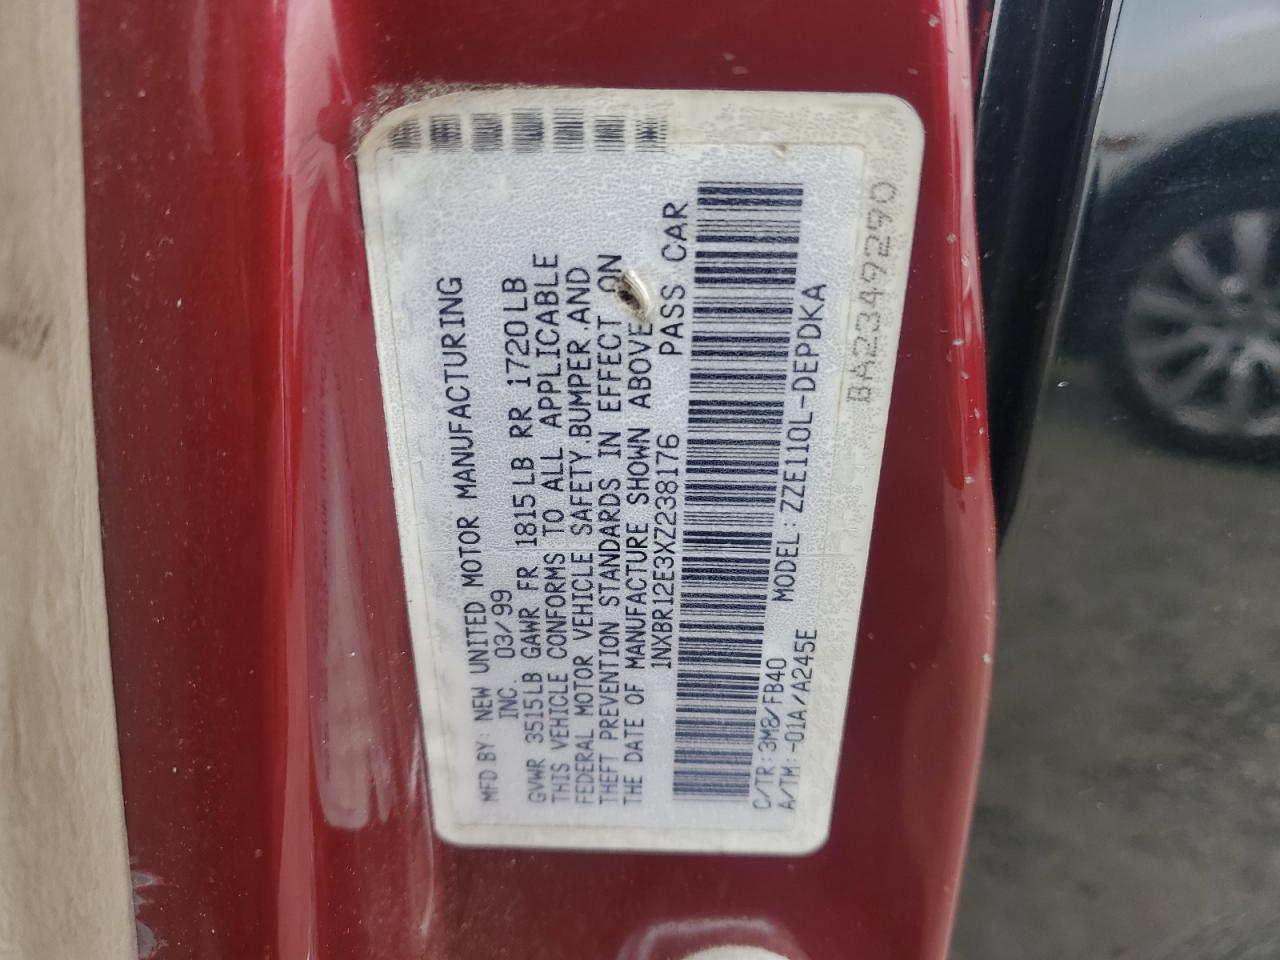 MFD BY: NEW UNITED MOTOR MANUFACTURING
INC. 03/99
GVWR 3515LB GAWR FR 1815LB RR 1720LB
THIS VEHICLE CONFORMS TO ALL APPLICABLE
FEDERAL MOTOR VEHICLE SAFETY.BUMPER.AND
THEFT PREVENTION STANDARDS IN EFFECT ON
THE DATE OF MANUFACTURE SHOWN ABOVE
1NXBR12E3XZ238176 PASS CAR
C/TR:3M8/FB40 MODEL:ZZE110L-DEPDKA
A/TM:-01A/A245E
BA2349290